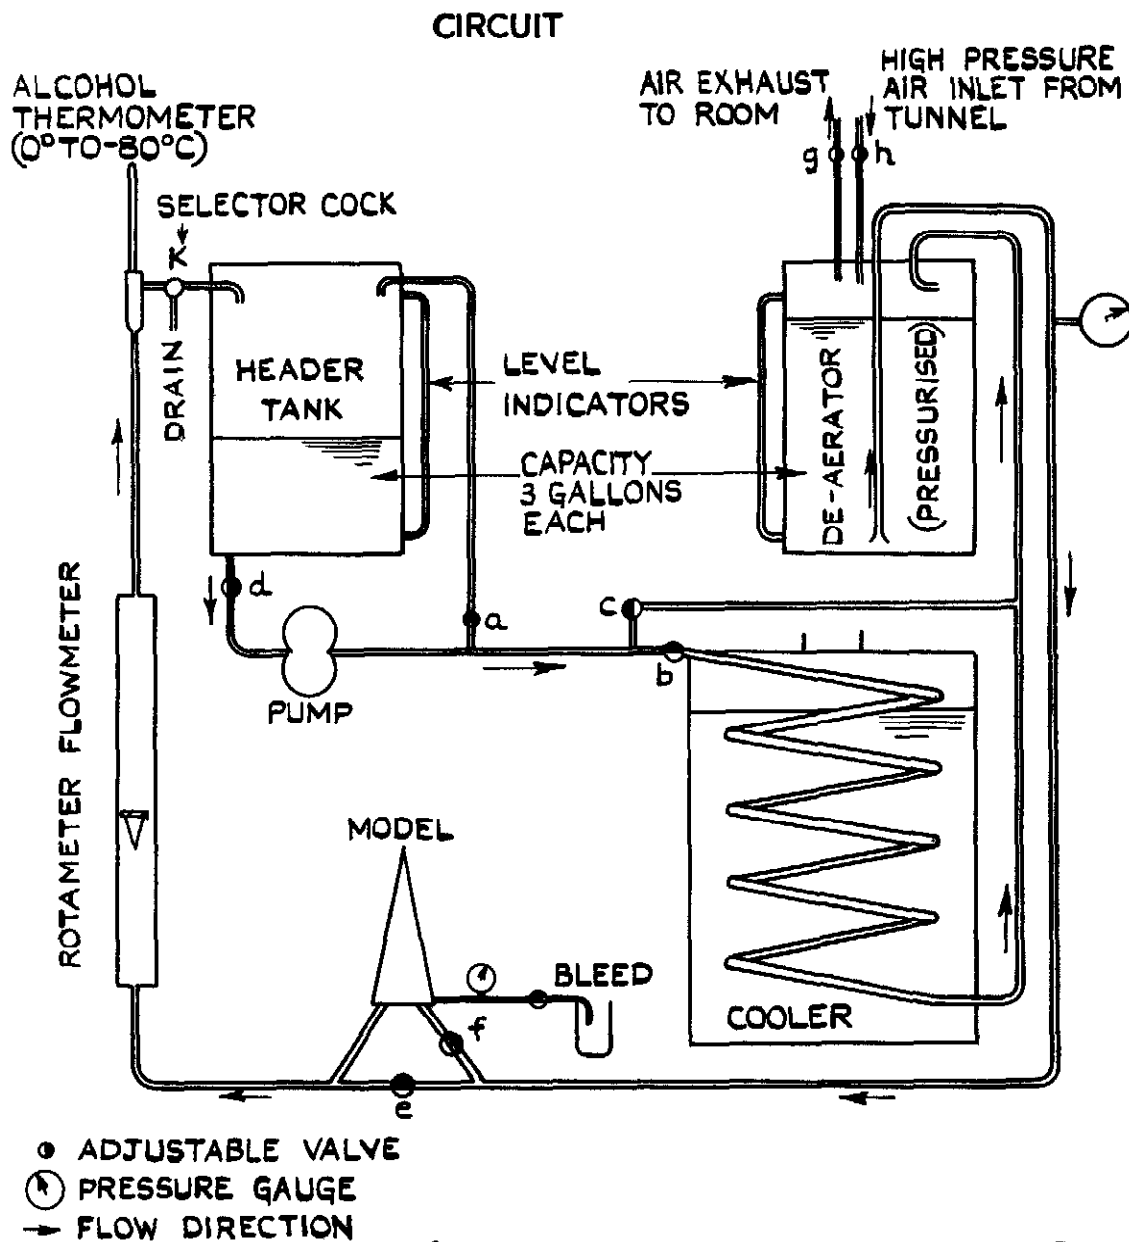 CIRCUIT
ALCOHOL
THERMOMETER
(0° TO -80°C)
SELECTOR COCK
AIR EXHAUST
TO ROOM
HIGH PRESSURE
AIR INLET FROM
TUNNEL
g
h
DRAIN
HEADER
TANK
LEVEL
INDICATORS
CAPACITY
3 GALLONS
EACH
DE-AERATOR
(PRESSURISED)
d
a
c
b
PUMP
ROTAMETER FLOWMETER
MODEL
BLEED
f
e
COOLER
ADJUSTABLE VALVE
PRESSURE GAUGE
FLOW DIRECTION